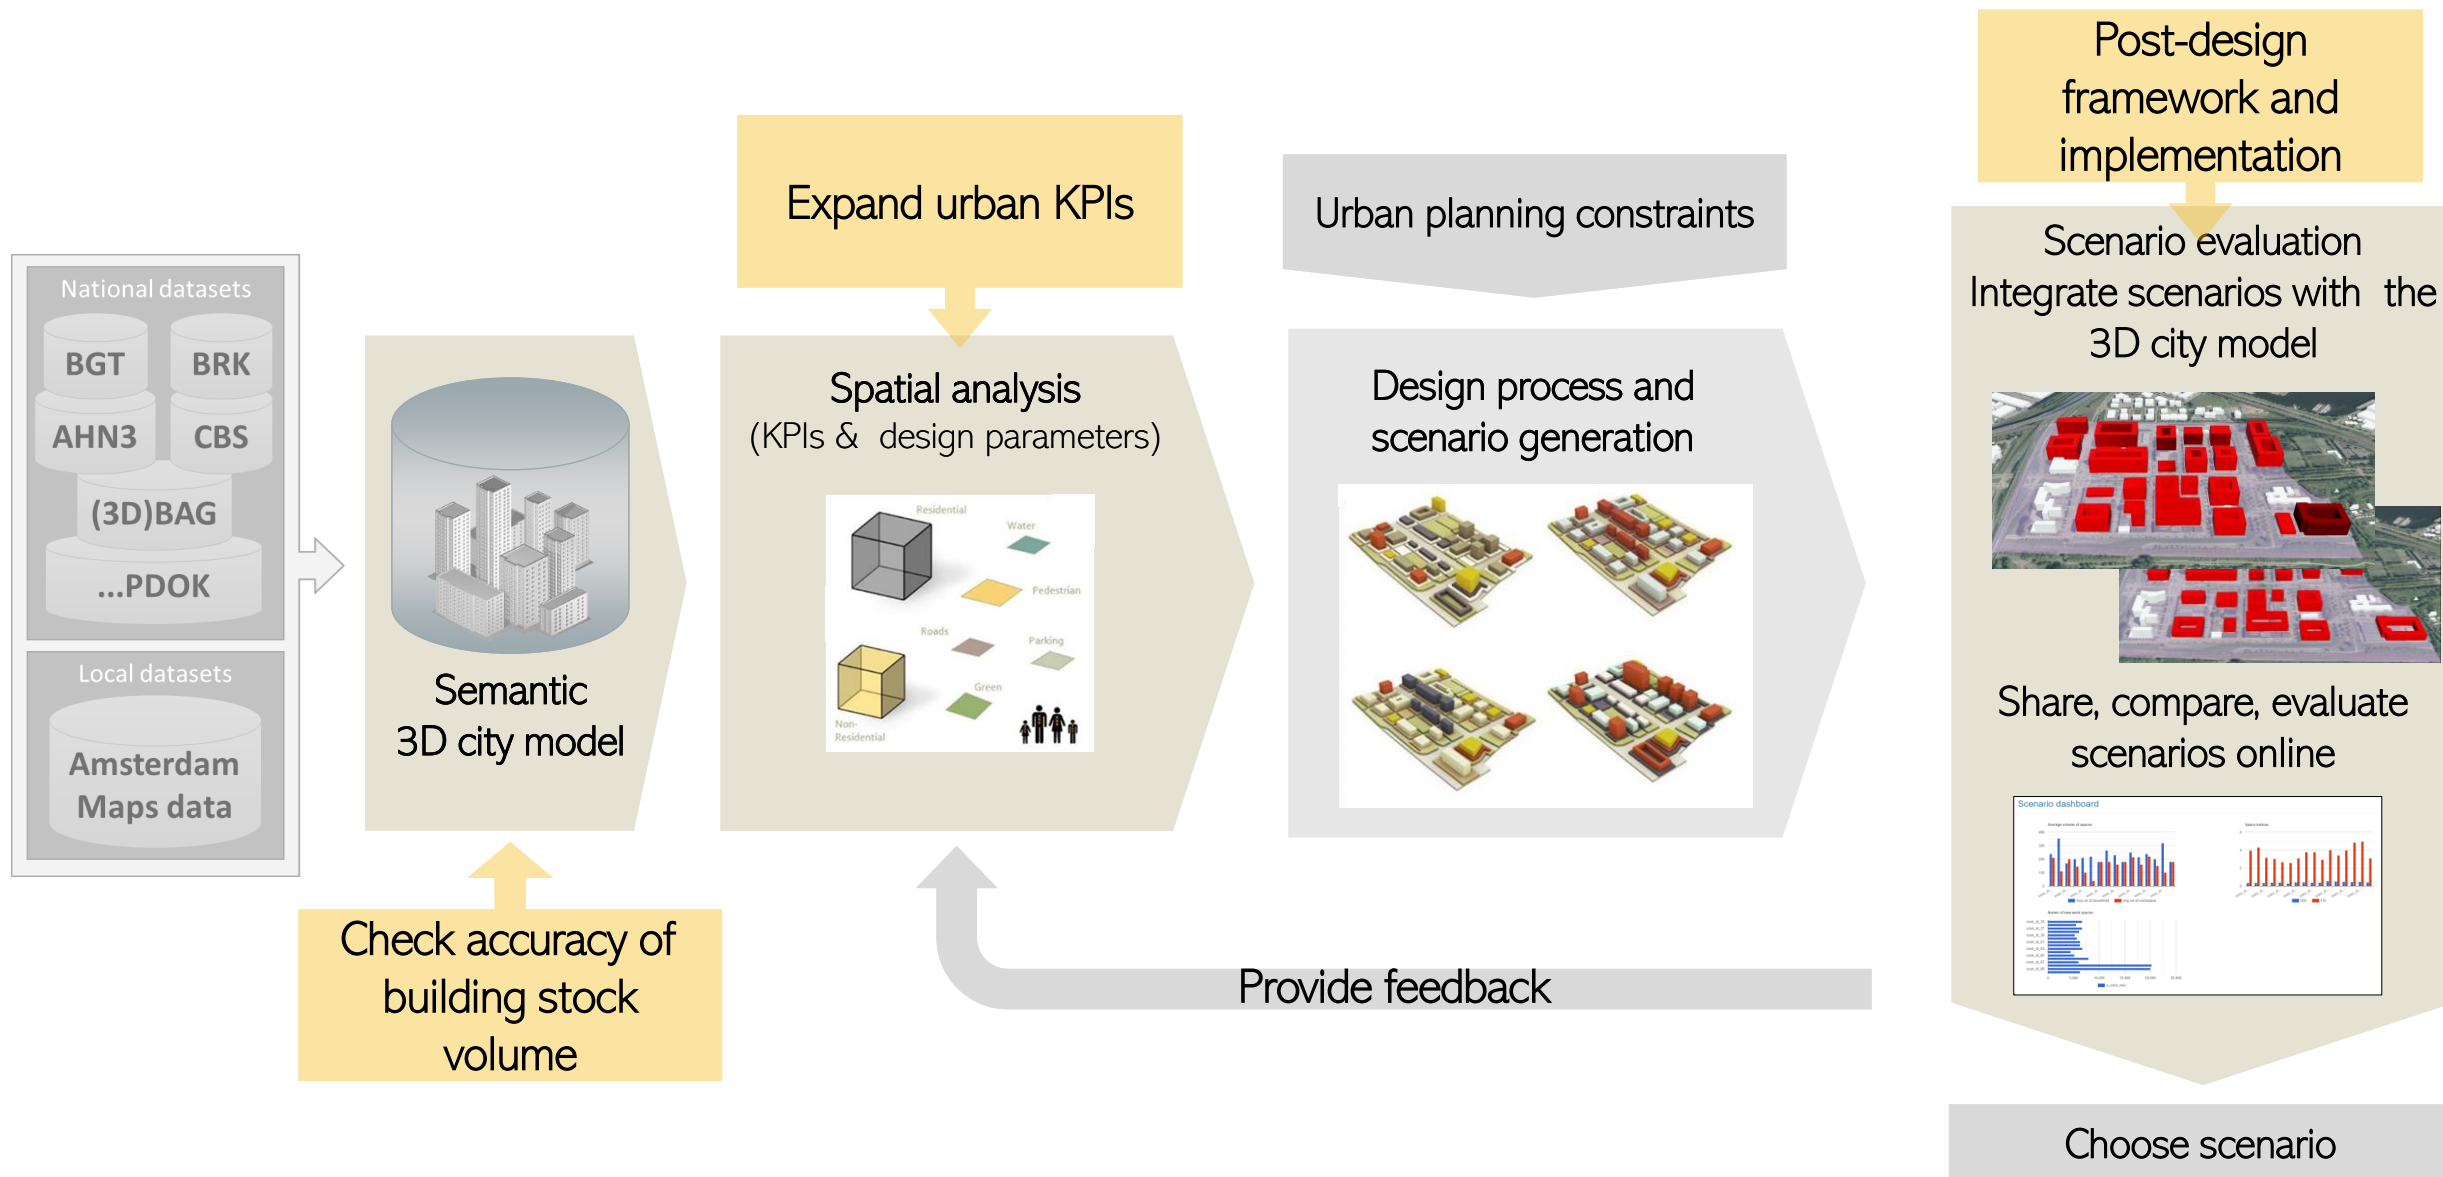 National datasets
BGT
BRK
AHN3
CBS
(3D)BAG
...PDOK
Local datasets
Amsterdam
Maps data
Semantic
3D city model
Check accuracy of
building stock
volume
Expand urban KPIs
Spatial analysis
(KPIs & design parameters)
Residential
Water
Pedestrian
Roads
Parking
Green
Non-
Residential
Urban planning constraints
Design process and
scenario generation
Provide feedback
Post-design
framework and
implementation
Scenario evaluation
Integrate scenarios with the
3D city model
Share, compare, evaluate
scenarios online
Scenario dashboard
Choose scenario